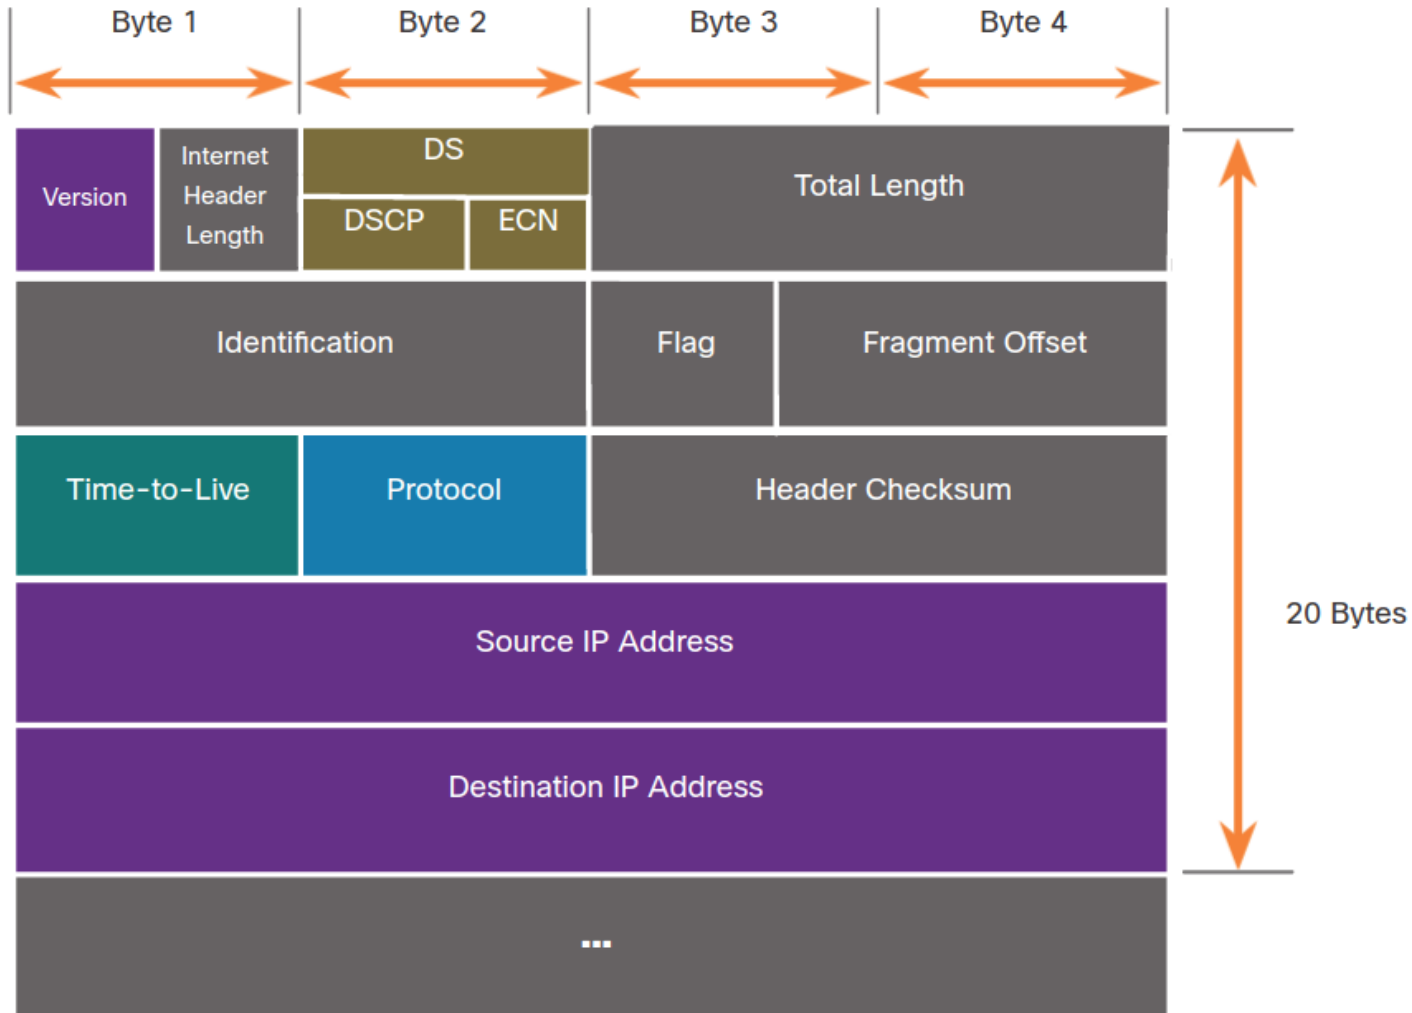 Byte 1
Byte 2
Byte 3
Byte 4
Version
Internet
Header
Length
DS
DSCP
ECN
Total Length
Identification
Flag
Fragment Offset
Time-to-Live
Protocol
Header Checksum
Source IP Address
20 Bytes
Destination IP Address
...